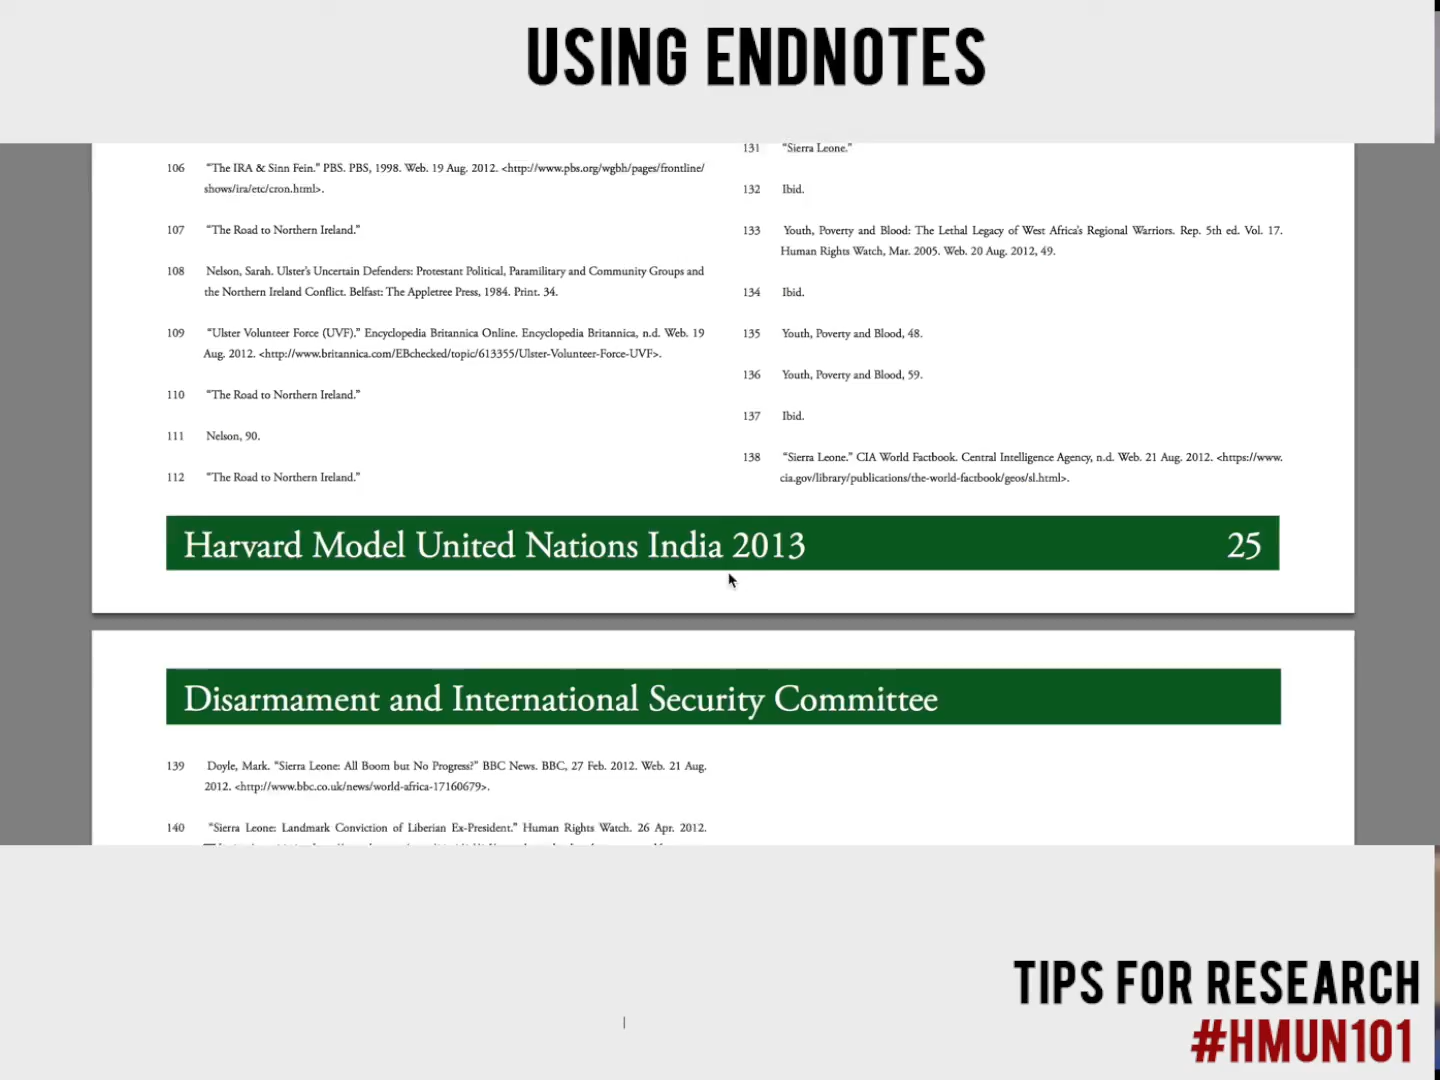 USING ENDNOTES
106 "The IRA & Sinn Fein." PBS. PBS, 1998. Web. 19 Aug. 2012. <http://www.pbs.org/wgbh/pages/frontline/
shows/ira/etc/cron.html>.
107 "The Road to Northern Ireland."
108 Nelson, Sarah. Ulster's Uncertain Defenders: Protestant Political, Paramilitary and Community Groups and
the Northern Ireland Conflict. Belfast: The Appletree Press, 1984. Print. 34.
109 "Ulster Volunteer Force (UVF)." Encyclopedia Britannica Online. Encyclopedia Britannica, n.d. Web. 19
Aug. 2012. <http://www.britannica.com/EBchecked/topic/613355/Ulster-Volunteer-Force-UVF>.
110 "The Road to Northern Ireland."
111 Nelson, 90.
112 "The Road to Northern Ireland."
131 "Sierra Leone."
132 Ibid.
133 Youth, Poverty and Blood: The Lethal Legacy of West Africa's Regional Warriors. Rep. 5th ed. Vol. 17.
Human Rights Watch, Mar. 2005. Web. 20 Aug. 2012, 49.
134 Ibid.
135 Youth, Poverty and Blood, 48.
136 Youth, Poverty and Blood, 59.
137 Ibid.
138 "Sierra Leone." CIA World Factbook. Central Intelligence Agency, n.d. Web. 21 Aug. 2012. <https://www.
cia.gov/library/publications/the-world-factbook/geos/sl.html>.
Harvard Model United Nations India 2013 25
Disarmament and International Security Committee
139 Doyle, Mark. "Sierra Leone: All Boom but No Progress?" BBC News. BBC, 27 Feb. 2012. Web. 21 Aug.
2012. <http://www.bbc.co.uk/news/world-africa-17160679>.
140 "Sierra Leone: Landmark Conviction of Liberian Ex-President." Human Rights Watch. 26 Apr. 2012.
TIPS FOR RESEARCH
#HMUN101